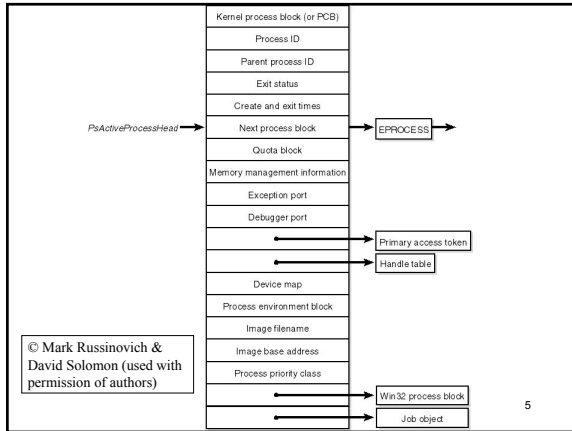 Kernel process block (or PCB)
Process ID
Parent process ID
Exit status
Create and exit times
PsActiveProcessHead
Next process block
EPROCESS
Quota block
Memory management information
Exception port
Debugger port
Primary access token
Handle table
Device map
Process environment block
Image filename
Image base address
Process priority class
Win32 process block
Job object
© Mark Russinovich &
David Solomon (used with
permission of authors)
5